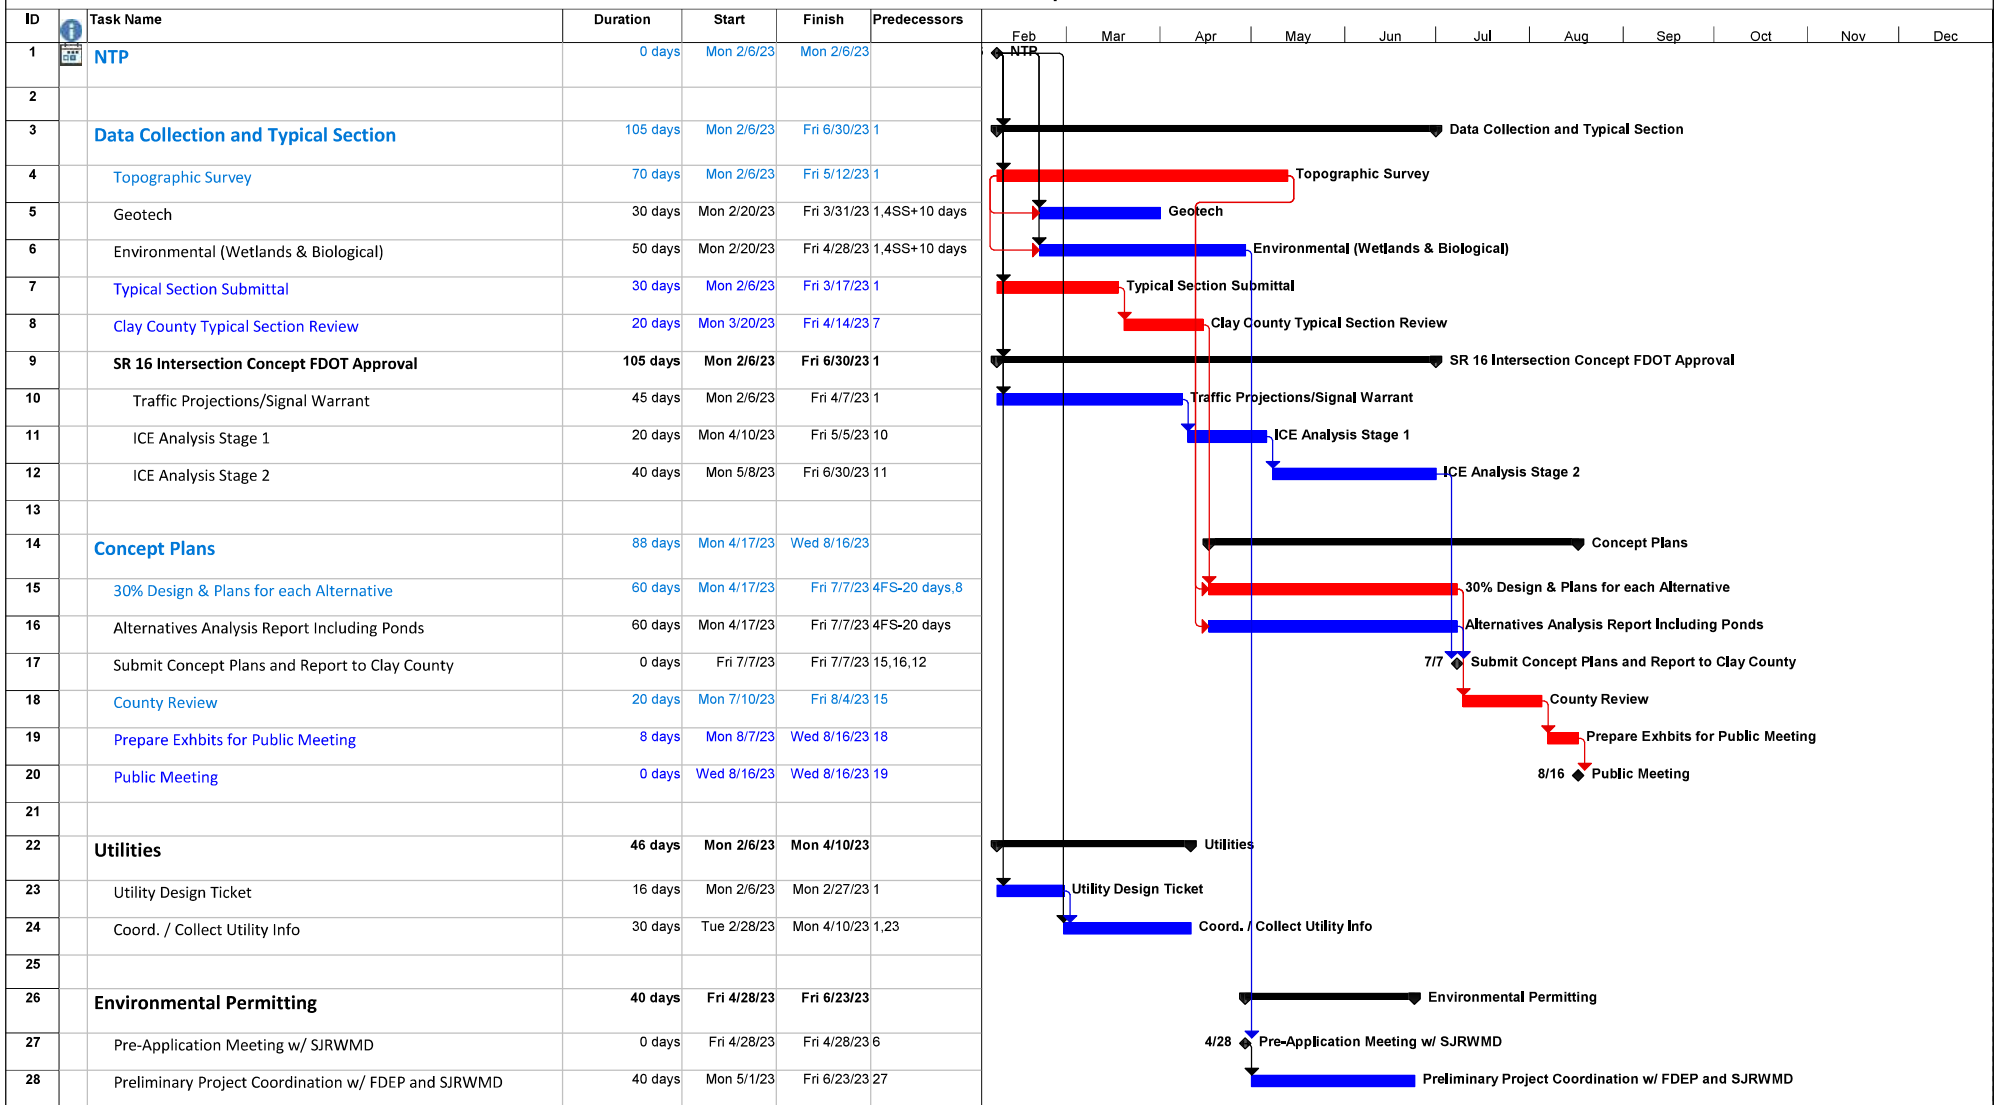 ID Task Name Duration Start Finish Predecessors
Feb Mar Apr May Jun Jul Aug Sep Oct Nov Dec
1 NTP 0 days Mon 2/6/23 Mon 2/6/23 NTP
2
3 Data Collection and Typical Section 105 days Mon 2/6/23 Fri 6/30/23 1 Data Collection and Typical Section
4 Topographic Survey 70 days Mon 2/6/23 Fri 5/12/23 1 Topographic Survey
5 Geotech 30 days Mon 2/20/23 Fri 3/31/23 1,4SS+10 days Geotech
6 Environmental (Wetlands & Biological) 50 days Mon 2/20/23 Fri 4/28/23 1,4SS+10 days Environmental (Wetlands & Biological)
7 Typical Section Submittal 30 days Mon 2/6/23 Fri 3/17/23 1 Typical Section Submittal
8 Clay County Typical Section Review 20 days Mon 3/20/23 Fri 4/14/23 7 Clay County Typical Section Review
9 SR 16 Intersection Concept FDOT Approval 105 days Mon 2/6/23 Fri 6/30/23 1 SR 16 Intersection Concept FDOT Approval
10 Traffic Projections/Signal Warrant 45 days Mon 2/6/23 Fri 4/7/23 1 Traffic Projections/Signal Warrant
11 ICE Analysis Stage 1 20 days Mon 4/10/23 Fri 5/5/23 10 ICE Analysis Stage 1
12 ICE Analysis Stage 2 40 days Mon 5/8/23 Fri 6/30/23 11 ICE Analysis Stage 2
13
14 Concept Plans 88 days Mon 4/17/23 Wed 8/16/23 Concept Plans
15 30% Design & Plans for each Alternative 60 days Mon 4/17/23 Fri 7/7/23 4FS-20 days,8 30% Design & Plans for each Alternative
16 Alternatives Analysis Report Including Ponds 60 days Mon 4/17/23 Fri 7/7/23 4FS-20 days Alternatives Analysis Report Including Ponds
17 Submit Concept Plans and Report to Clay County 0 days Fri 7/7/23 Fri 7/7/23 15,16,12 7/7 Submit Concept Plans and Report to Clay County
18 County Review 20 days Mon 7/10/23 Fri 8/4/23 15 County Review
19 Prepare Exhbits for Public Meeting 8 days Mon 8/7/23 Wed 8/16/23 18 Prepare Exhbits for Public Meeting
20 Public Meeting 0 days Wed 8/16/23 Wed 8/16/23 19 8/16 Public Meeting
21
22 Utilities 46 days Mon 2/6/23 Mon 4/10/23 Utilities
23 Utility Design Ticket 16 days Mon 2/6/23 Mon 2/27/23 1 Utility Design Ticket
24 Coord. / Collect Utility Info 30 days Tue 2/28/23 Mon 4/10/23 1,23 Coord. / Collect Utility Info
25
26 Environmental Permitting 40 days Fri 4/28/23 Fri 6/23/23 Environmental Permitting
27 Pre-Application Meeting w/ SJRWMD 0 days Fri 4/28/23 Fri 4/28/23 6 4/28 Pre-Application Meeting w/ SJRWMD
28 Preliminary Project Coordination w/ FDEP and SJRWMD 40 days Mon 5/1/23 Fri 6/23/23 27 Preliminary Project Coordination w/ FDEP and SJRWMD